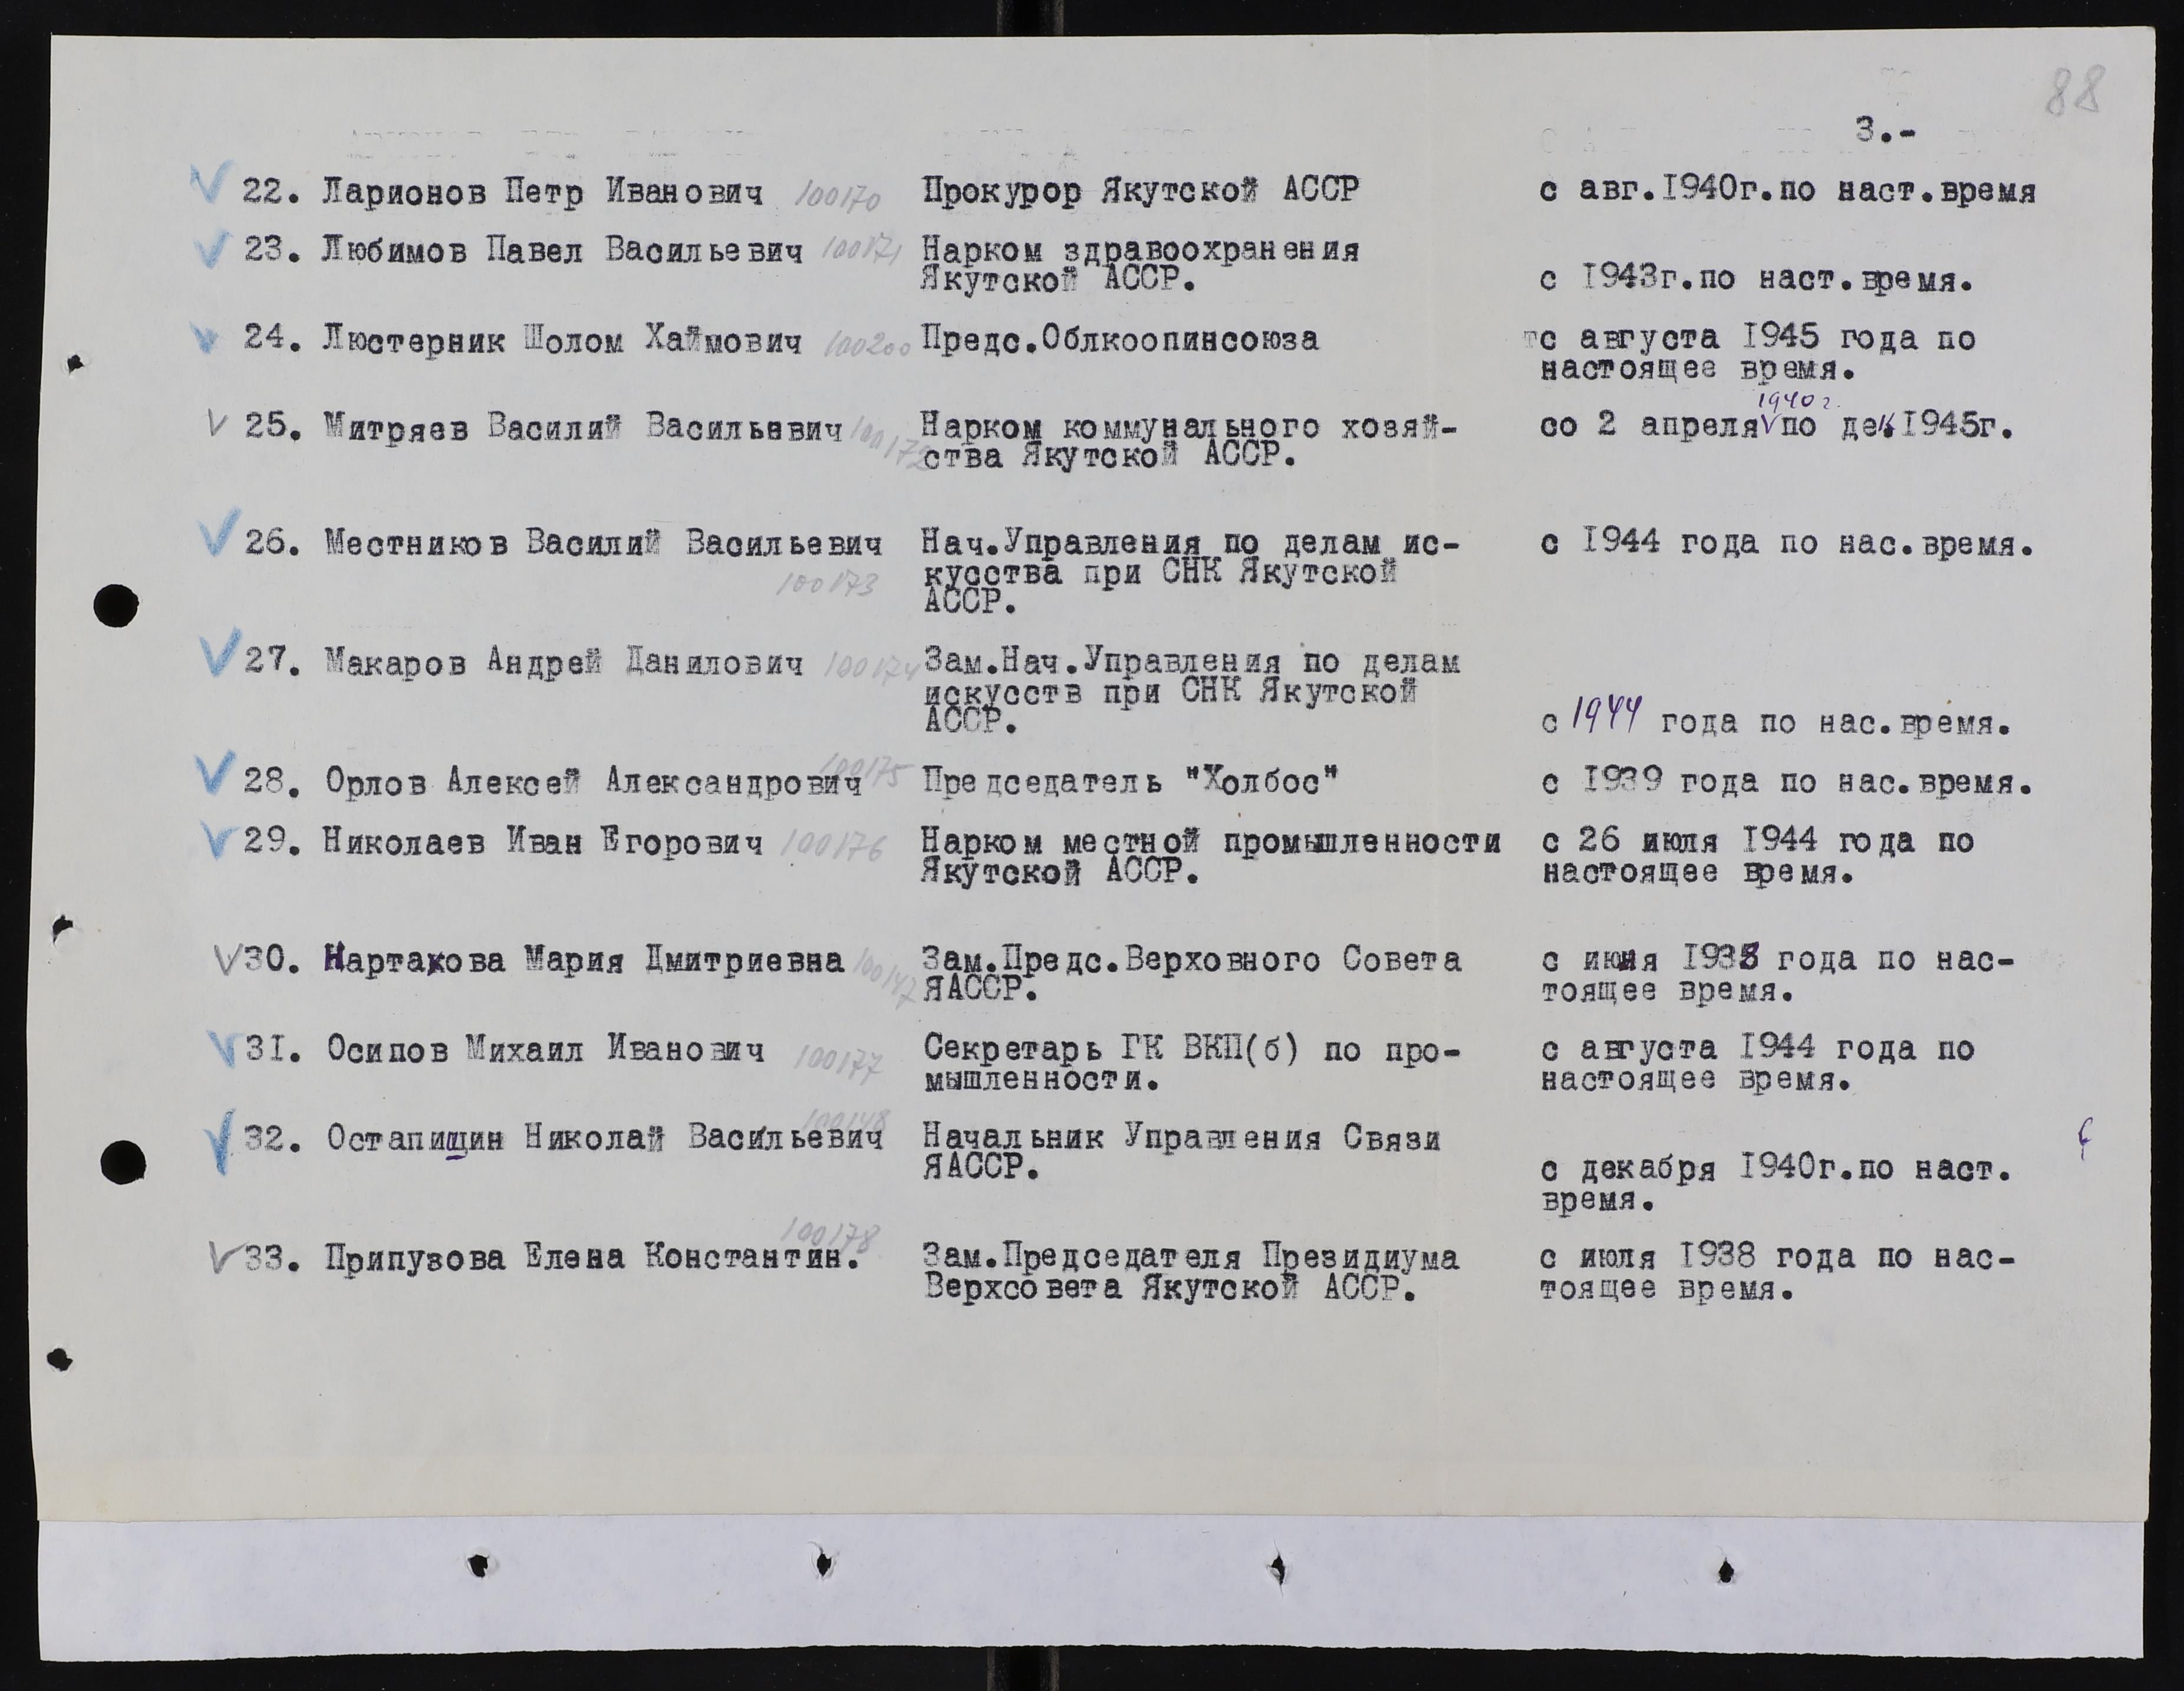 88
3.-
22. Ларионов Петр Иванович 100170 Прокурор Якутской АССР с авг.1940г.по наст.время
23. Любимов Павел Васильевич 100171 Нарком здравоохранения
Якутской АССР. с 1943г.по наст.время.
24. Люстерник Шолом Хаймович 100200 Предс.Облкоопинсоюза с августа 1945 года по
настоящее время.
1940г.
25. Митряев Василий Васильевич 100172 Нарком коммунального хозяй- со 2 апреля по дек.1945г.
ства Якутской АССР.
26. Местников Василий Васильевич Нач.Управления по делам ис- с 1944 года по нас.время.
100173 кусства при СНК Якутской
АССР.
27. Макаров Андрей Данилович 100174 Зам.Нач.Управления по делам
искусств при СНК Якутской
АССР. с 1944 года по нас.время.
28. Орлов Алексей Александрович 100175 Председатель "Холбос" с 1939 года по нас.время.
29. Николаев Иван Егорович 100176 Нарком местной промышленности с 26 июля 1944 года по
Якутской АССР. настоящее время.
30. Нартахова Мария Дмитриевна 100147 Зам.Предс.Верховного Совета с июня 1938 года по нас-
ЯАССР. тоящее время.
31. Осипов Михаил Иванович 100177 Секретарь ГК ВКП(б) по про- с августа 1944 года по
мышленности. настоящее время.
100148
32. Остапищин Николай Васильевич Начальник Управления Связи
ЯАССР. с декабря 1940г.по наст.
время.
100178
33. Припузова Елена Константин. Зам.Председателя Президиума с июля 1938 года по нас-
Верхсовета Якутской АССР. тоящее время.